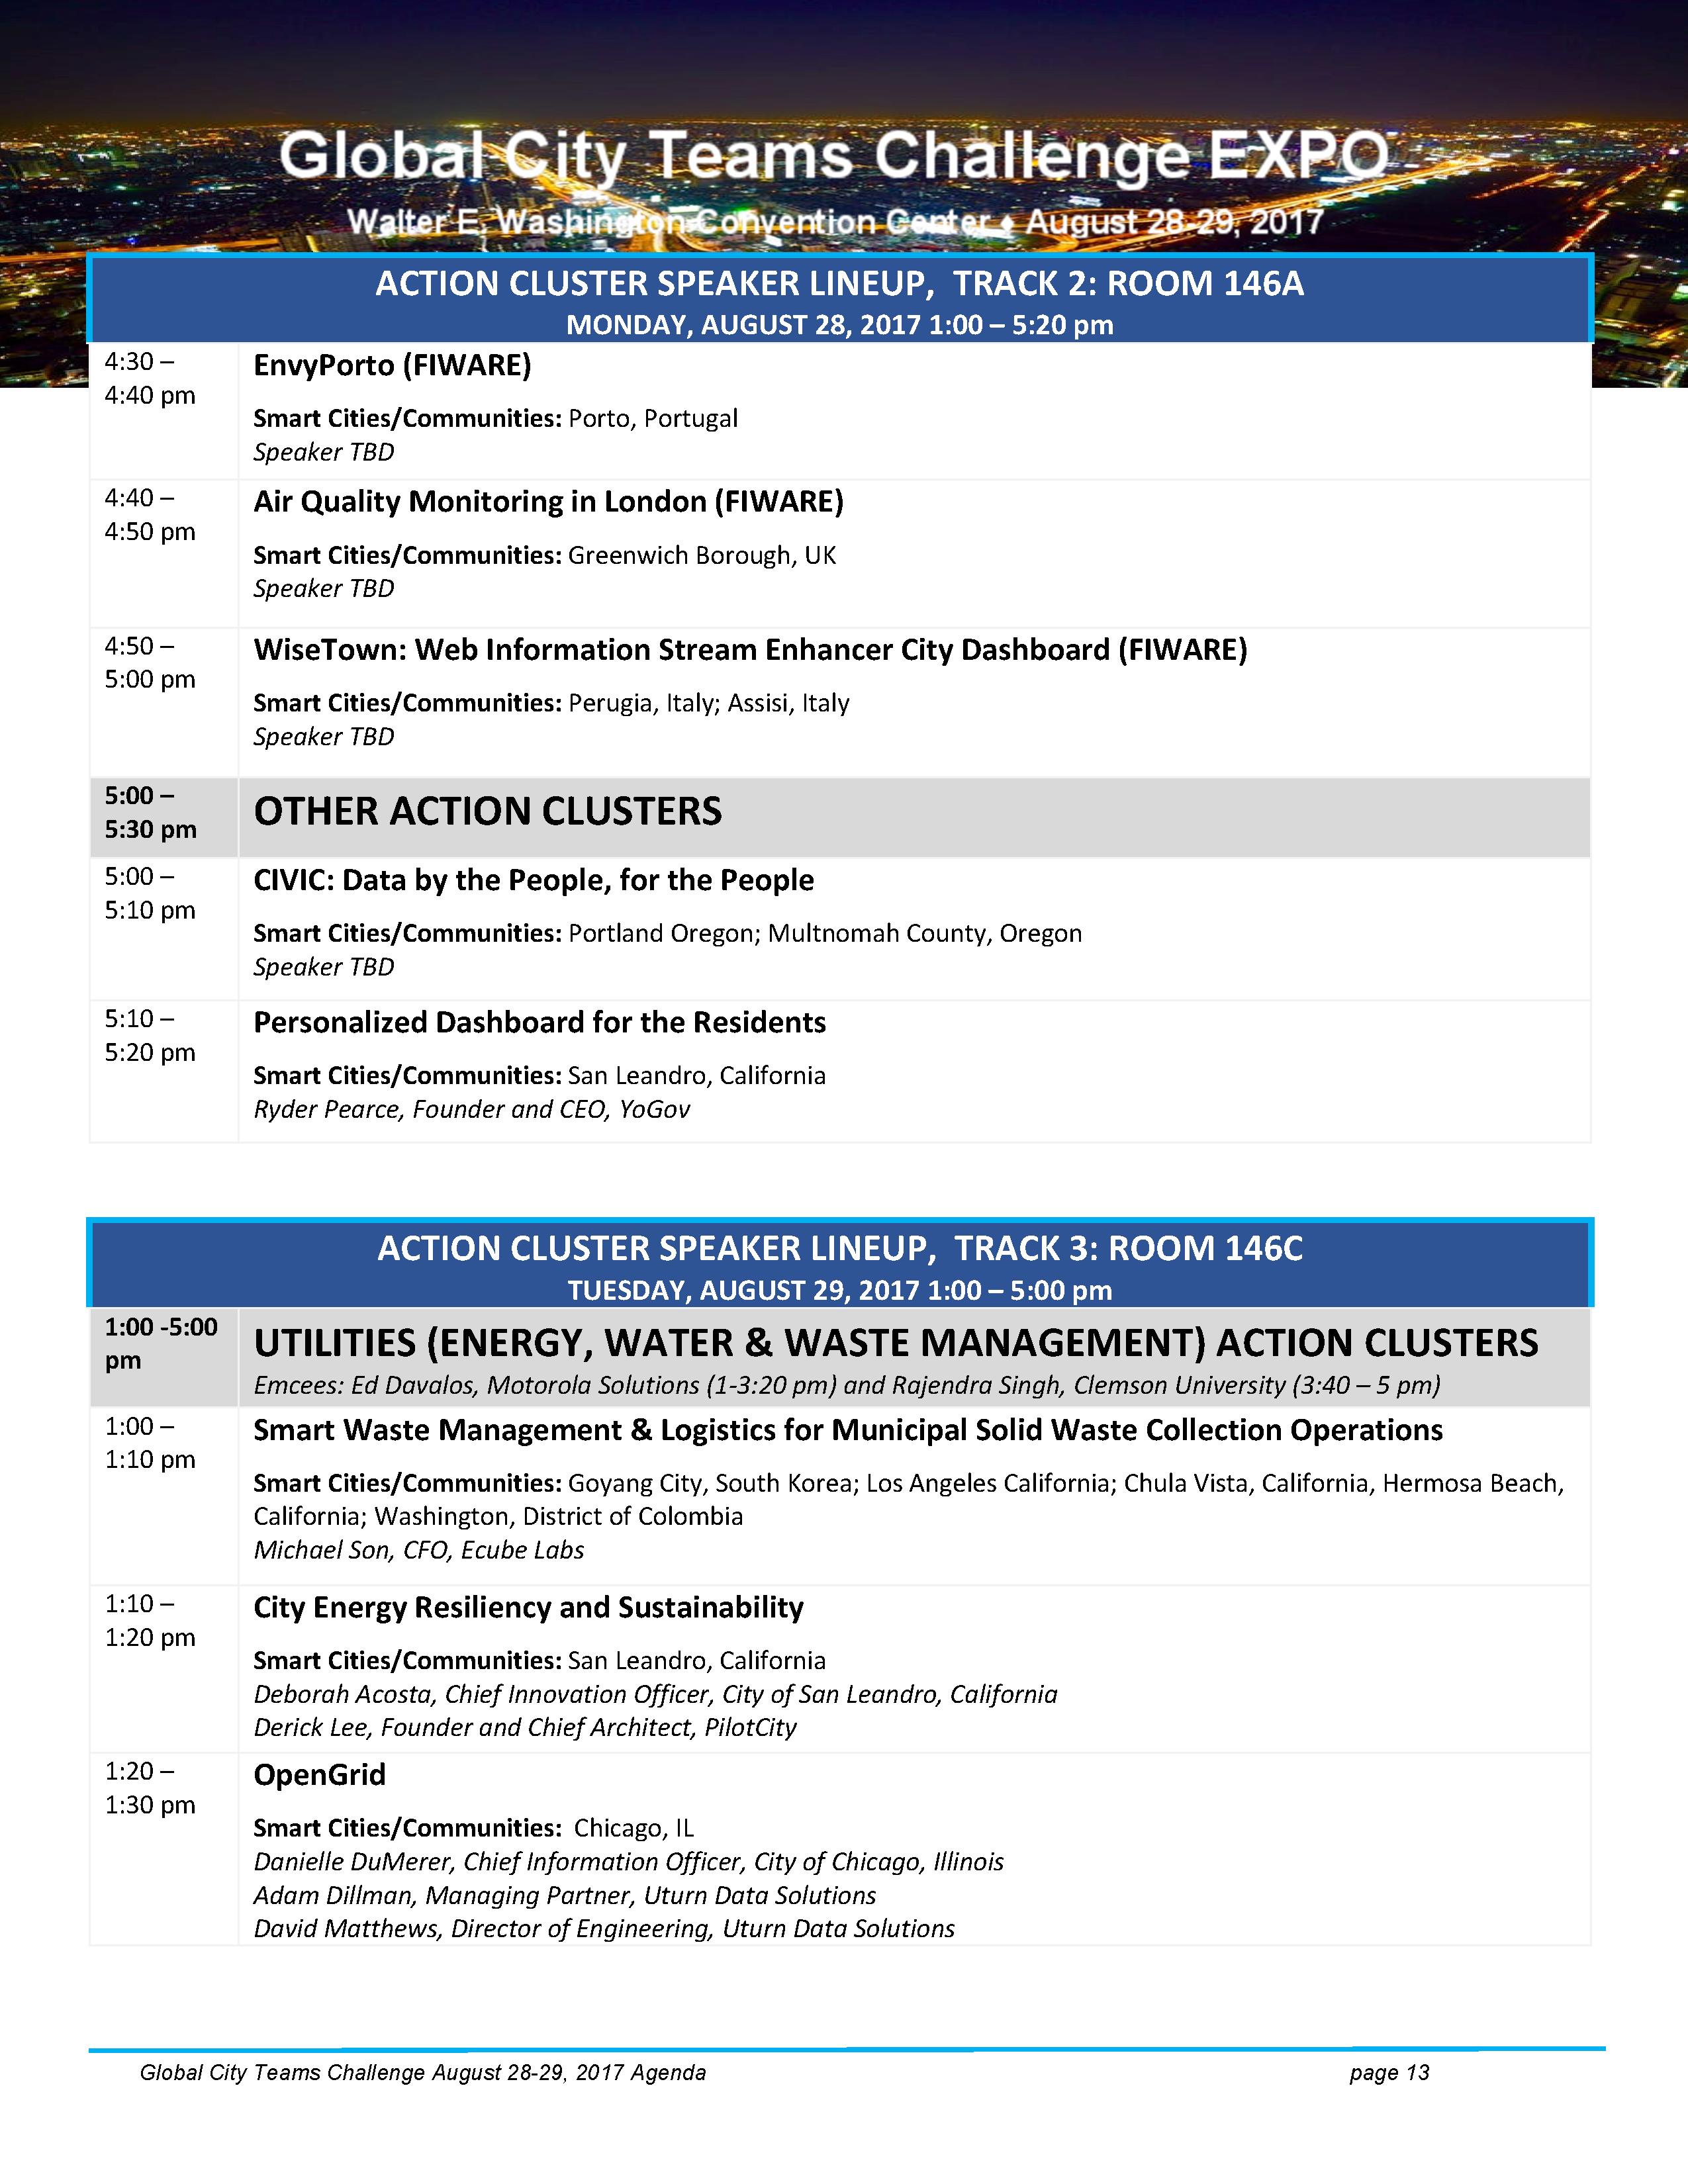 Global City Teams Challenge EXPO
Walter E. Washington Convention Center ♦ August 28-29, 2017
ACTION CLUSTER SPEAKER LINEUP,  TRACK 2: ROOM 146A
MONDAY, AUGUST 28, 2017 1:00 – 5:20 pm
4:30 –
4:40 pm
EnvyPorto (FIWARE)
Smart Cities/Communities: Porto, Portugal
Speaker TBD
4:40 –
4:50 pm
Air Quality Monitoring in London (FIWARE)
Smart Cities/Communities: Greenwich Borough, UK
Speaker TBD
4:50 –
5:00 pm
WiseTown: Web Information Stream Enhancer City Dashboard (FIWARE)
Smart Cities/Communities: Perugia, Italy; Assisi, Italy
Speaker TBD
5:00 –
5:30 pm
OTHER ACTION CLUSTERS
5:00 –
5:10 pm
CIVIC: Data by the People, for the People
Smart Cities/Communities: Portland Oregon; Multnomah County, Oregon
Speaker TBD
5:10 –
5:20 pm
Personalized Dashboard for the Residents
Smart Cities/Communities: San Leandro, California
Ryder Pearce, Founder and CEO, YoGov
ACTION CLUSTER SPEAKER LINEUP,  TRACK 3: ROOM 146C
TUESDAY, AUGUST 29, 2017 1:00 – 5:00 pm
1:00 -5:00
pm
UTILITIES (ENERGY, WATER & WASTE MANAGEMENT) ACTION CLUSTERS
Emcees: Ed Davalos, Motorola Solutions (1-3:20 pm) and Rajendra Singh, Clemson University (3:40 – 5 pm)
1:00 –
1:10 pm
Smart Waste Management & Logistics for Municipal Solid Waste Collection Operations
Smart Cities/Communities: Goyang City, South Korea; Los Angeles California; Chula Vista, California, Hermosa Beach,
California; Washington, District of Colombia
Michael Son, CFO, Ecube Labs
1:10 –
1:20 pm
City Energy Resiliency and Sustainability
Smart Cities/Communities: San Leandro, California
Deborah Acosta, Chief Innovation Officer, City of San Leandro, California
Derick Lee, Founder and Chief Architect, PilotCity
1:20 –
1:30 pm
OpenGrid
Smart Cities/Communities:  Chicago, IL
Danielle DuMerer, Chief Information Officer, City of Chicago, Illinois
Adam Dillman, Managing Partner, Uturn Data Solutions
David Matthews, Director of Engineering, Uturn Data Solutions
Global City Teams Challenge August 28-29, 2017 Agenda
page 13